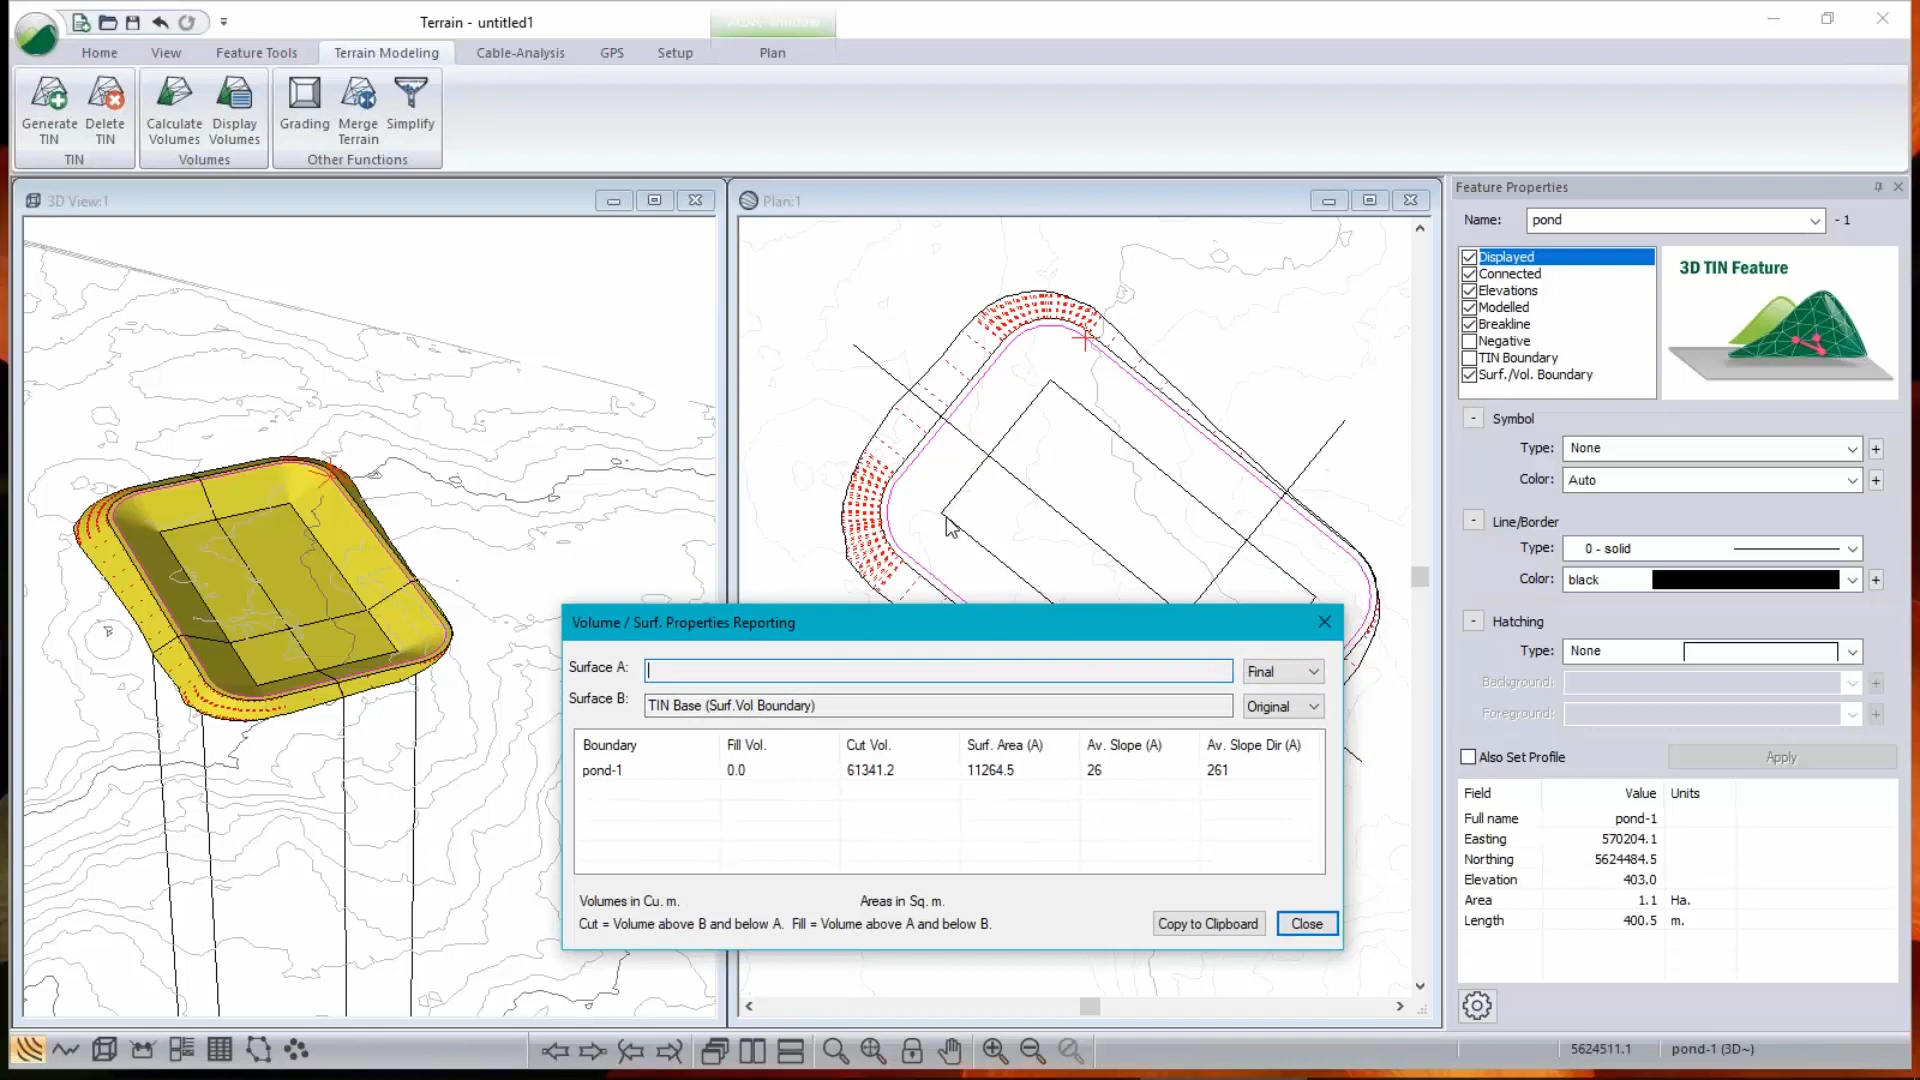 Terrain - untitled1
Home View Feature Tools Terrain Modeling Cable-Analysis GPS Setup Plan
Generate TIN
Delete TIN
Calculate Volumes
Display Volumes
Grading
Merge Terrain
Simplify
TIN
Volumes
Other Functions
3D View:1
Plan:1
Feature Properties
Name: pond - 1
Displayed
Connected
Elevations
Modelled
Breakline
Negative
TIN Boundary
Surf./Vol. Boundary
3D TIN Feature
- Symbol
Type: None +
Color: Auto +
- Line/Border
Type: 0 - solid
Color: black +
- Hatching
Type: None
Background: +
Foreground: +
Also Set Profile Apply
Field Value Units
Full name pond-1
Easting 570204.1
Northing 5624484.5
Elevation 403.0
Area 1.1 Ha.
Length 400.5 m.
Volume / Surf. Properties Reporting
Surface A: Final
Surface B: TIN Base (Surf.Vol Boundary) Original
Boundary Fill Vol. Cut Vol. Surf. Area (A) Av. Slope (A) Av. Slope Dir (A)
pond-1 0.0 61341.2 11264.5 26 261
Volumes in Cu. m. Areas in Sq. m.
Cut = Volume above B and below A. Fill = Volume above A and below B.
Copy to Clipboard Close
5624511.1 pond-1 (3D~)